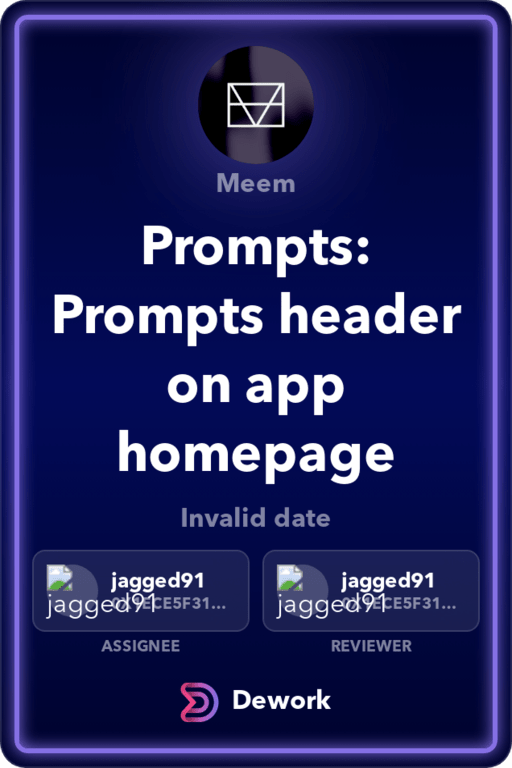 Meem
Prompts:
Prompts header
on app
homepage
Invalid date
jagged91
jagged91
jagged91
jagged91
ASSIGNEE
REVIEWER
Dework